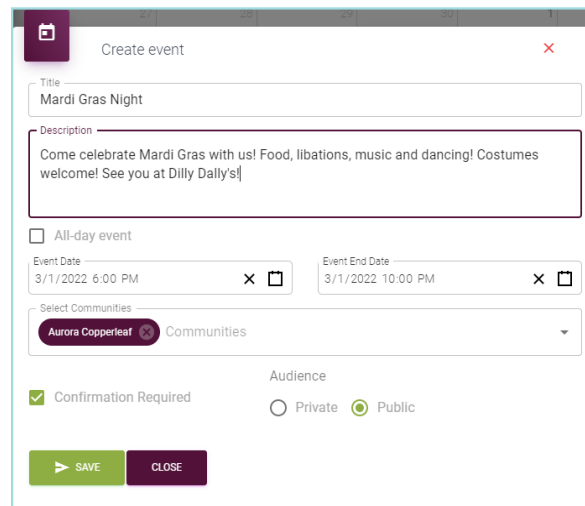 27 28 29 30 1
Create event
Title
Mardi Gras Night
Description
Come celebrate Mardi Gras with us! Food, libations, music and dancing! Costumes
welcome! See you at Dilly Dally's!
All-day event
Event Date Event End Date
3/1/2022 6:00 PM 3/1/2022 10:00 PM
Select Communities
Aurora Copperleaf Communities
Audience
Confirmation Required Private Public
SAVE CLOSE